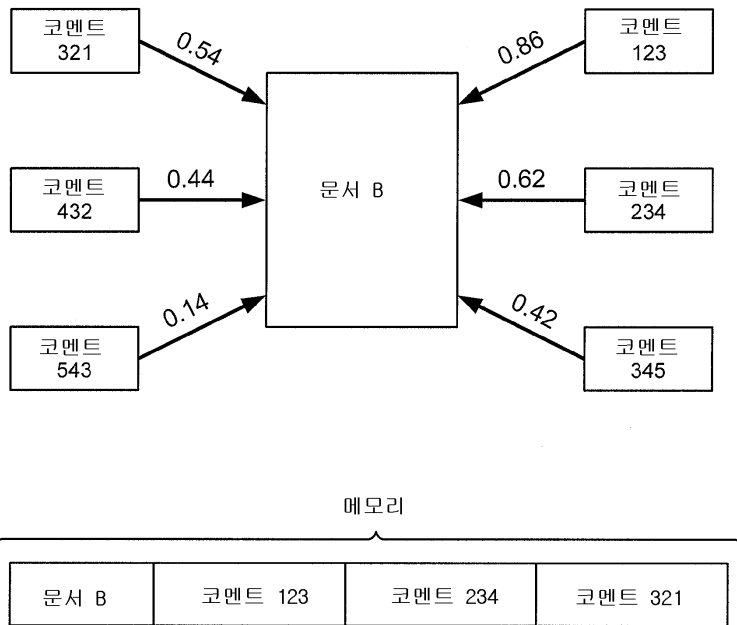 코멘트
321
0.54
0.86
코멘트
123
코멘트
432
0.44
문서 B
0.62
코멘트
234
코멘트
543
0.14
0.42
코멘트
345
메모리
문서 B
코멘트 123
코멘트 234
코멘트 321